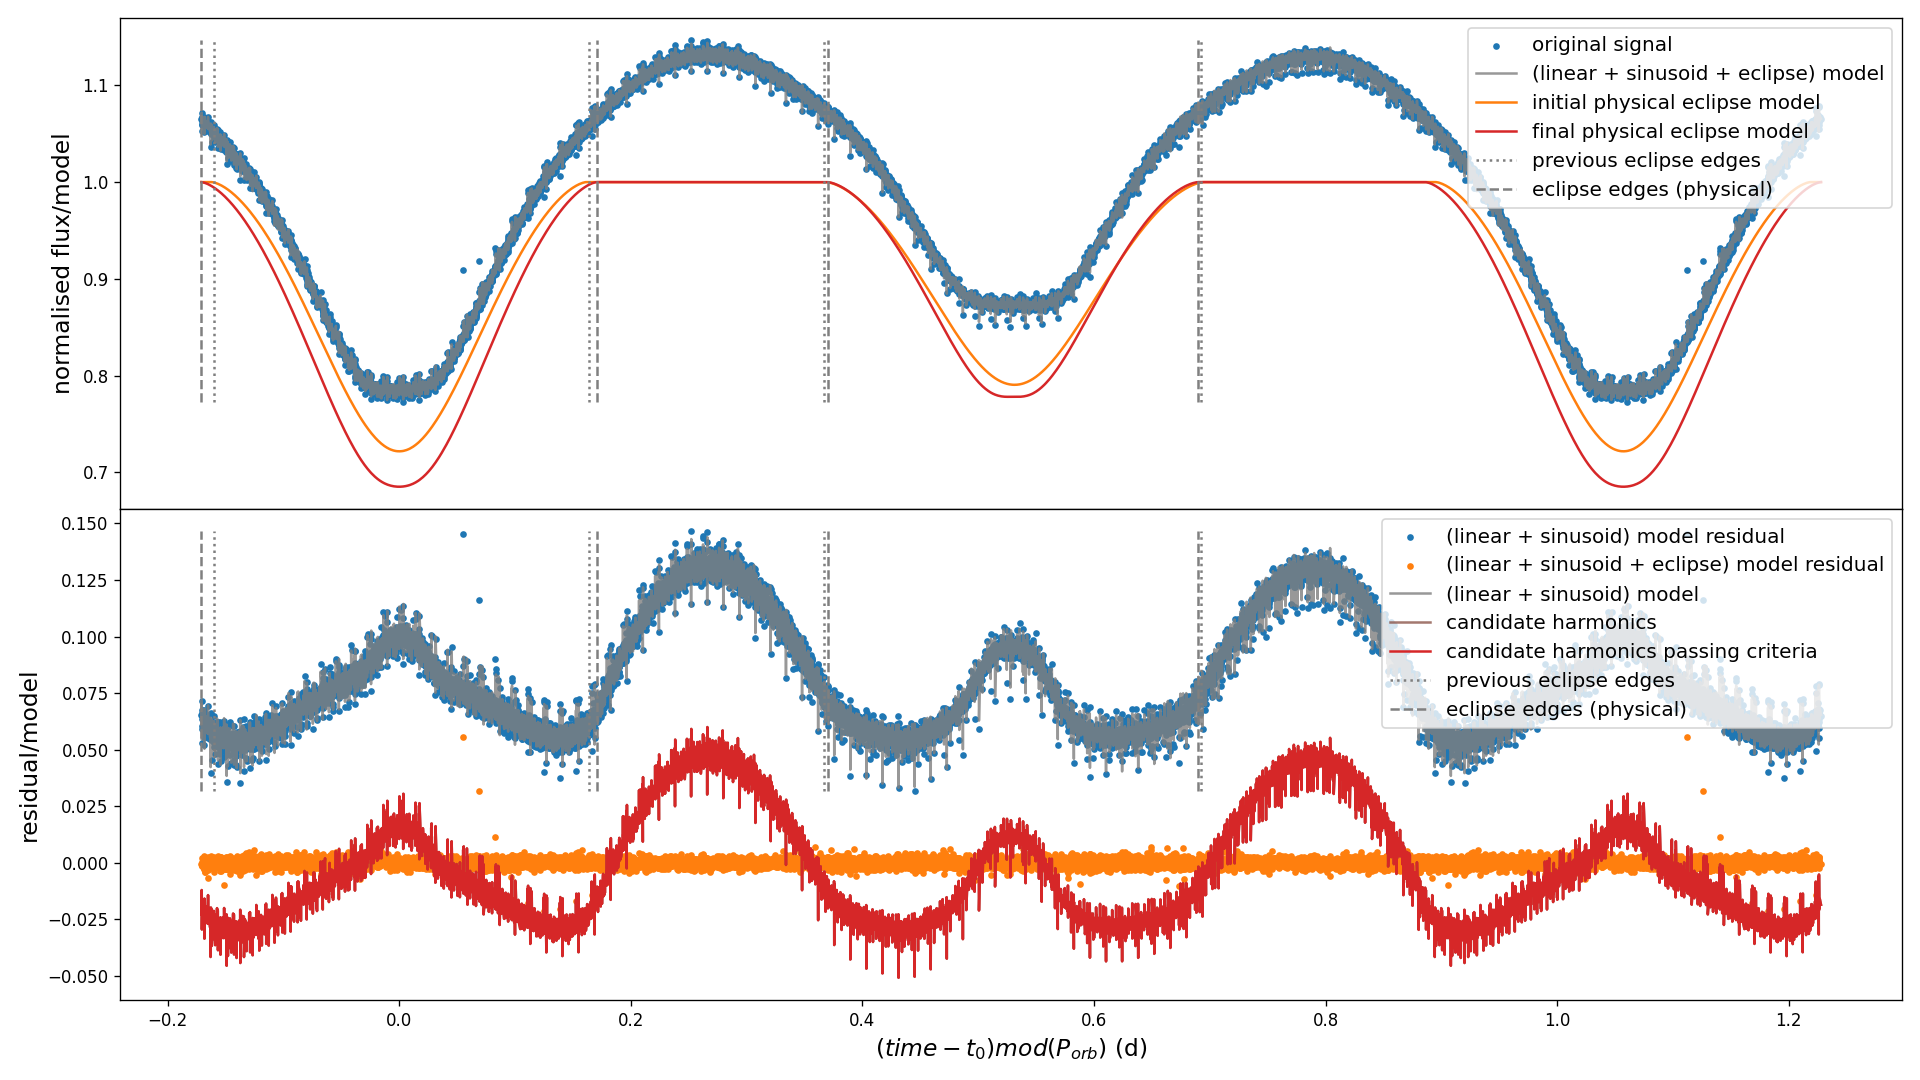 normalised flux/model
1.1
1.0
0.9
0.8
0.7
original signal
(linear + sinusoid + eclipse) model
initial physical eclipse model
final physical eclipse model
previous eclipse edges
eclipse edges (physical)
residual/model
0.150
0.125
0.100
0.075
0.050
0.025
0.000
−0.025
−0.050
(linear + sinusoid) model residual
(linear + sinusoid + eclipse) model residual
(linear + sinusoid) model
candidate harmonics
candidate harmonics passing criteria
previous eclipse edges
eclipse edges (physical)
−0.2 0.0 0.2 0.4 0.6 0.8 1.0 1.2
(time − t₀)mod(Pₒᵣb) (d)